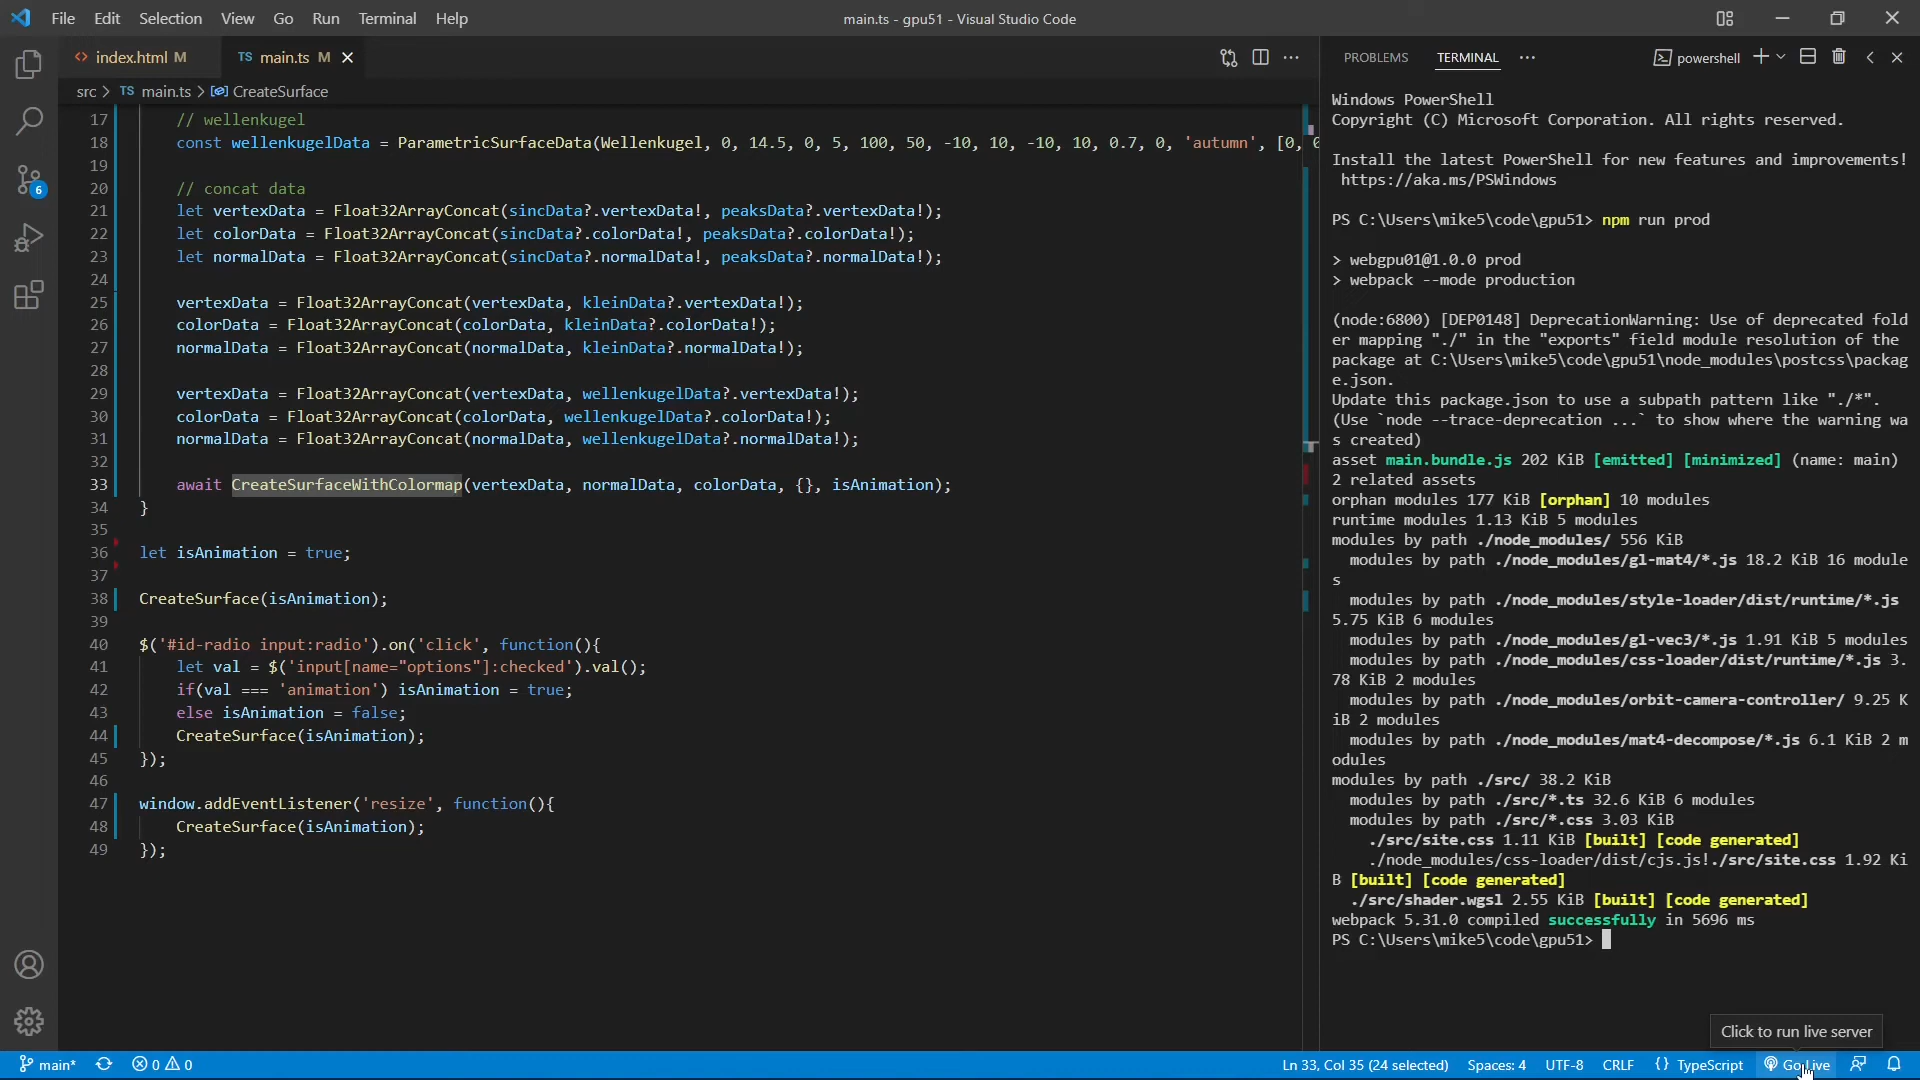 File Edit Selection View Go Run Terminal Help
main.ts - gpu51 - Visual Studio Code
index.html M
TS main.ts M
src > TS main.ts > CreateSurface
17 // wellenkugel
18 const wellenkugelData = ParametricSurfaceData(Wellenkugel, 0, 14.5, 0, 5, 100, 50, -10, 10, -10, 10, 0.7, 0, 'autumn', [0,
19
20 // concat data
21 let vertexData = Float32ArrayConcat(sincData?.vertexData!, peaksData?.vertexData!);
22 let colorData = Float32ArrayConcat(sincData?.colorData!, peaksData?.colorData!);
23 let normalData = Float32ArrayConcat(sincData?.normalData!, peaksData?.normalData!);
24
25 vertexData = Float32ArrayConcat(vertexData, kleinData?.vertexData!);
26 colorData = Float32ArrayConcat(colorData, kleinData?.colorData!);
27 normalData = Float32ArrayConcat(normalData, kleinData?.normalData!);
28
29 vertexData = Float32ArrayConcat(vertexData, wellenkugelData?.vertexData!);
30 colorData = Float32ArrayConcat(colorData, wellenkugelData?.colorData!);
31 normalData = Float32ArrayConcat(normalData, wellenkugelData?.normalData!);
32
33 await CreateSurfaceWithColormap(vertexData, normalData, colorData, {}, isAnimation);
34 }
35
36 let isAnimation = true;
37
38 CreateSurface(isAnimation);
39
40 $('#id-radio input:radio').on('click', function(){
41 let val = $('input[name="options"]:checked').val();
42 if(val === 'animation') isAnimation = true;
43 else isAnimation = false;
44 CreateSurface(isAnimation);
45 });
46
47 window.addEventListener('resize', function(){
48 CreateSurface(isAnimation);
49 });
PROBLEMS TERMINAL ··· powershell
Windows PowerShell
Copyright (C) Microsoft Corporation. All rights reserved.
Install the latest PowerShell for new features and improvements!
https://aka.ms/PSWindows
PS C:\Users\mike5\code\gpu51> npm run prod
> webgpu01@1.0.0 prod
> webpack --mode production
(node:6800) [DEP0148] DeprecationWarning: Use of deprecated fold
er mapping "./" in the "exports" field module resolution of the
package at C:\Users\mike5\code\gpu51\node_modules\postcss\packag
e.json.
Update this package.json to use a subpath pattern like "./*".
(Use `node --trace-deprecation ...` to show where the warning wa
s created)
asset main.bundle.js 202 KiB [emitted] [minimized] (name: main)
2 related assets
orphan modules 177 KiB [orphan] 10 modules
runtime modules 1.13 KiB 5 modules
modules by path ./node_modules/ 556 KiB
modules by path ./node_modules/gl-mat4/*.js 18.2 KiB 16 module
s
modules by path ./node_modules/style-loader/dist/runtime/*.js
5.75 KiB 6 modules
modules by path ./node_modules/gl-vec3/*.js 1.91 KiB 5 modules
modules by path ./node_modules/css-loader/dist/runtime/*.js 3.
78 KiB 2 modules
modules by path ./node_modules/orbit-camera-controller/ 9.25 K
iB 2 modules
modules by path ./node_modules/mat4-decompose/*.js 6.1 KiB 2 m
odules
modules by path ./src/ 38.2 KiB
modules by path ./src/*.ts 32.6 KiB 6 modules
modules by path ./src/*.css 3.03 KiB
./src/site.css 1.11 KiB [built] [code generated]
./node_modules/css-loader/dist/cjs.js!./src/site.css 1.92 Ki
B [built] [code generated]
./src/shader.wgsl 2.55 KiB [built] [code generated]
webpack 5.31.0 compiled successfully in 5696 ms
PS C:\Users\mike5\code\gpu51>
Click to run live server
6
main* 0 0 Ln 33, Col 35 (24 selected) Spaces: 4 UTF-8 CRLF {} TypeScript Go Live